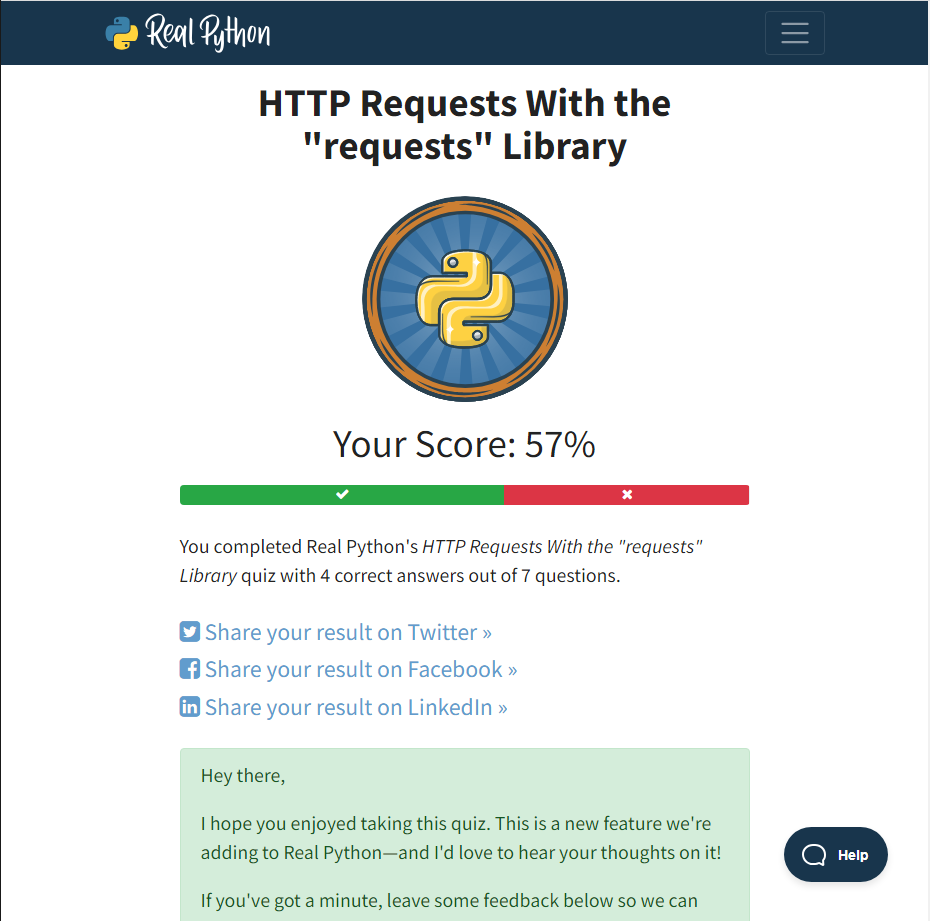 Real Python
HTTP Requests With the
"requests" Library
Your Score: 57%
You completed Real Python's HTTP Requests With the "requests"
Library quiz with 4 correct answers out of 7 questions.
Share your result on Twitter »
Share your result on Facebook »
Share your result on LinkedIn »
Hey there,
I hope you enjoyed taking this quiz. This is a new feature we're
adding to Real Python—and I'd love to hear your thoughts on it!
If you've got a minute, leave some feedback below so we can
Help